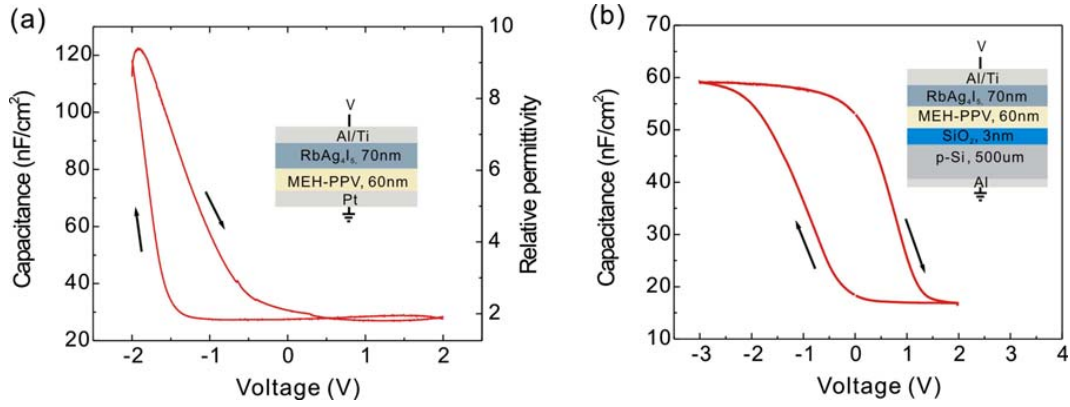 (a)
Capacitance (nF/cm²)
120
100
80
60
40
20
10
8
6
4
2
Relative permittivity
-2 -1 0 1 2
Voltage (V)
V
Al/Ti
RbAg₄I₅, 70nm
MEH-PPV, 60nm
Pt
(b)
Capacitance (nF/cm²)
70
60
50
40
30
20
10
-3 -2 -1 0 1 2 3 4
Voltage (V)
V
Al/Ti
RbAg₄I₅, 70nm
MEH-PPV, 60nm
SiO₂, 3nm
p-Si, 500um
Al